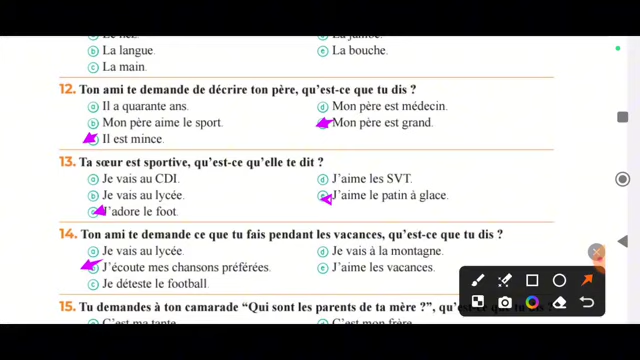 b La langue.
e La bouche.
c La main.
12. Ton ami te demande de décrire ton père, qu'est-ce que tu dis ?
a Il a quarante ans.
d Mon père est médecin.
b Mon père aime le sport.
Mon père est grand.
Il est mince.
13. Ta sœur est sportive, qu'est-ce qu'elle te dit ?
a Je vais au CDI.
d J'aime les SVT.
b Je vais au lycée.
J'aime le patin à glace.
J'adore le foot.
14. Ton ami te demande ce que tu fais pendant les vacances, qu'est-ce que tu dis ?
a Je vais au lycée.
d Je vais à la montagne.
J'écoute mes chansons préférées.
e J'aime les vacances.
c Je déteste le football.
15. Tu demandes à ton camarade “Qui sont les parents de ta mère ?”,
a C'est ma tante.
C'est mon frère.